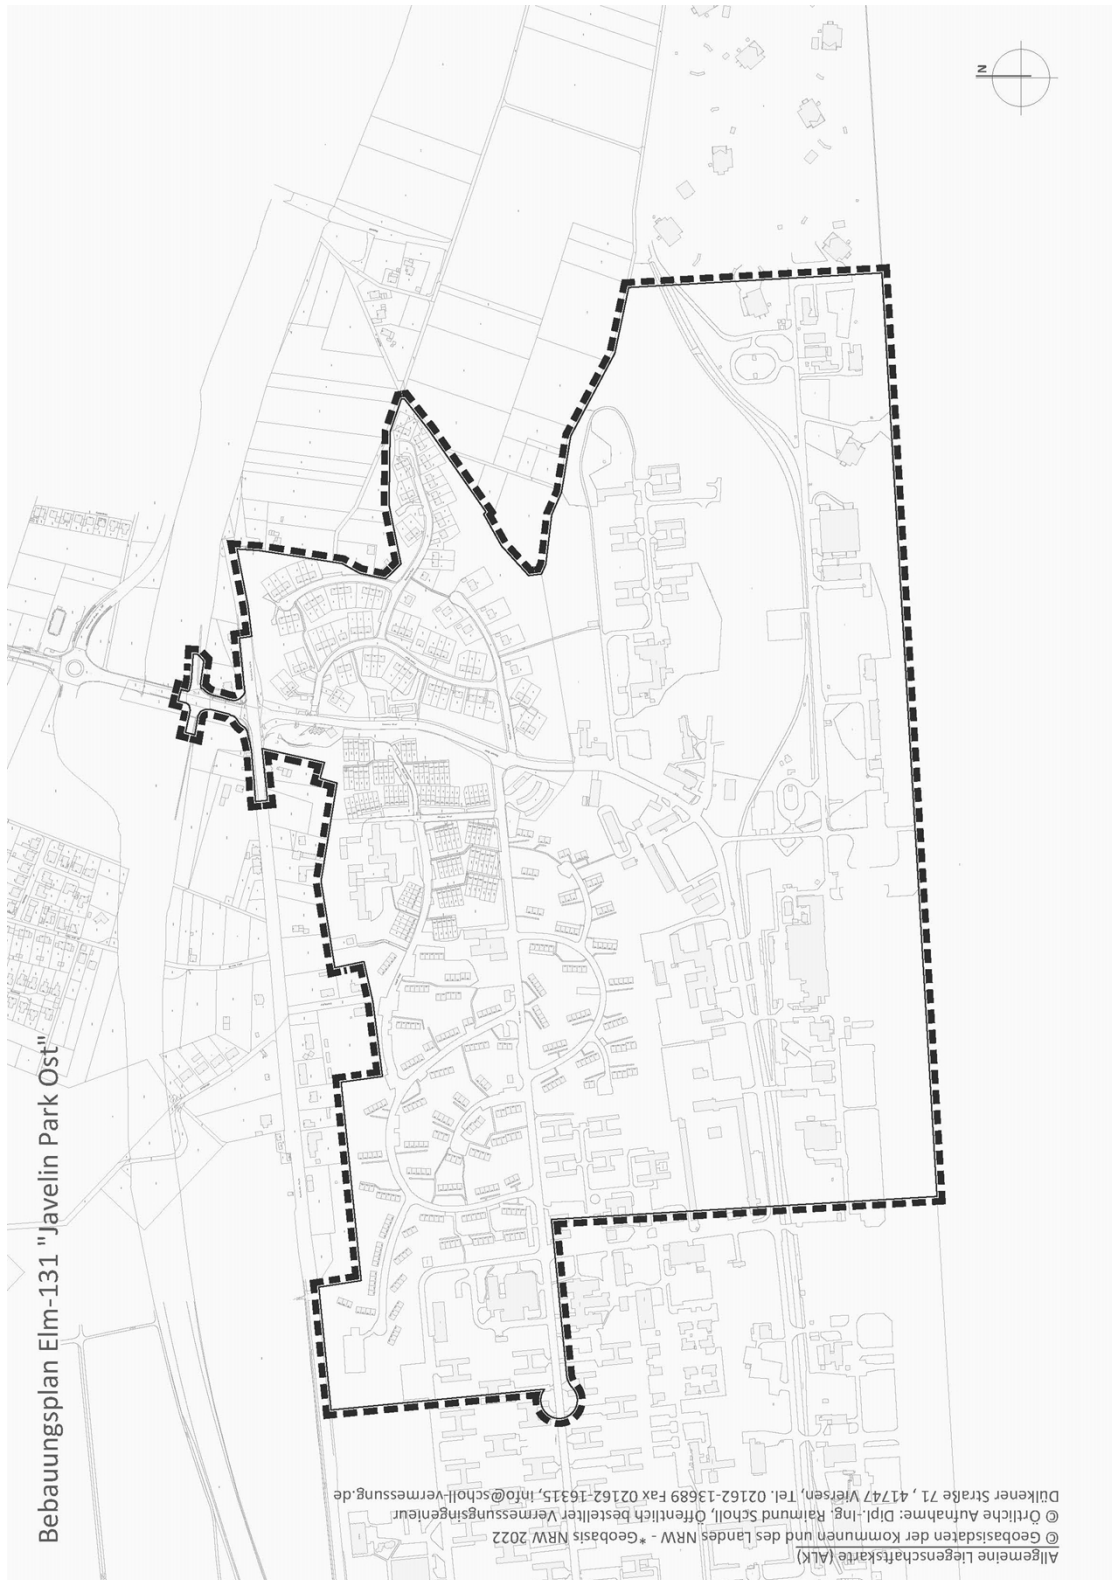 Bebauungsplan Elm-131 "Javelin Park Ost"
N
Allgemeine Liegenschaftskarte (ALK)
© Geobasisdaten der Kommunen und des Landes NRW - *Geobasis NRW 2022
© Örtliche Aufnahme: Dipl.-Ing. Raimund Scholl, Öffentlich bestellter Vermessungsingenieur
Dülkener Straße 71 , 41747 Viersen, Tel. 02162-13689 Fax 02162-16315, info@scholl-vermessung.de